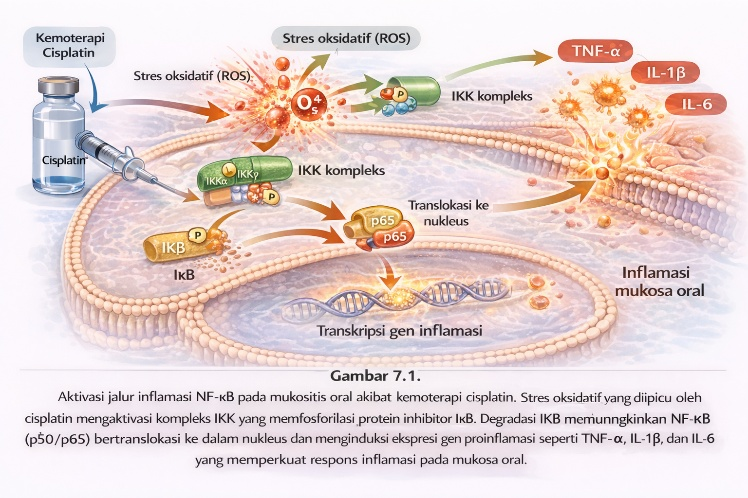 Kemoterapi
Cisplatin
Stres oksidatif (ROS)
Stres oksidatif (ROS)
TNF-α
IL-1β
IL-6
O4s
P
IKK kompleks
Cisplatin
IKKα
IKKγ
IKK kompleks
P
Translokasi ke
nukleus
p65
p65
P
IKB
IκB
Inflamasi
mukosa oral
Transkripsi gen inflamasi
Gambar 7.1.
Aktivasi jalur inflamasi NF-κB pada mukositis oral akibat kemoterapi cisplatin. Stres oksidatif yang diipicu oleh
cisplatin mengaktivasi kompleks IKK yang memfosforilasi protein inhibitor IκB. Degradasi IKB memunngkinkan NF-κB
(p50/p65) bertranslokasi ke dalam nukleus dan menginduksi ekspresi gen proinflamasi seperti TNF-α, IL-1β, dan IL-6
yang memperkuat respons inflamasi pada mukosa oral.